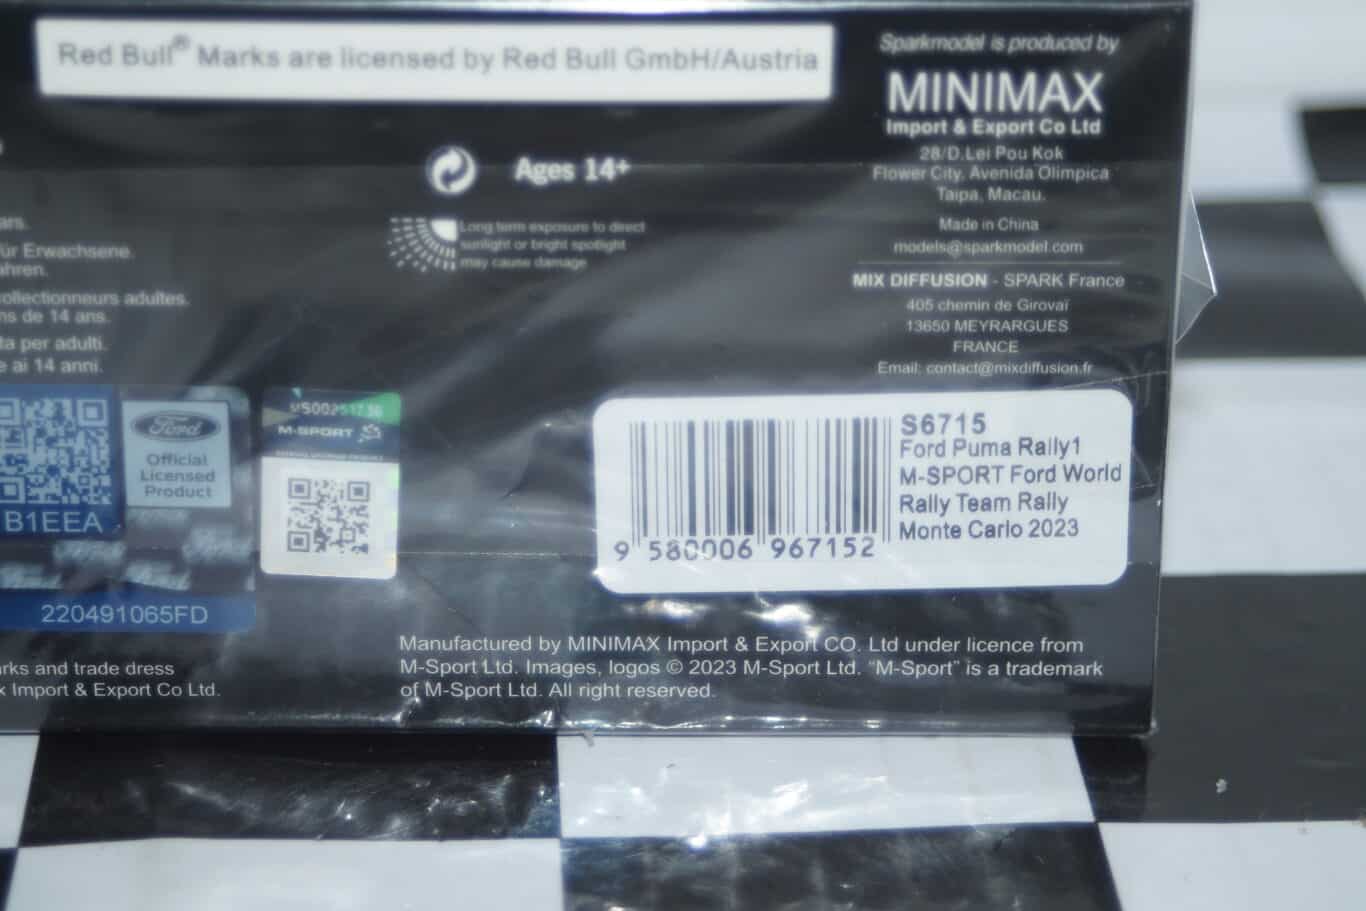 Red Bull® Marks are licensed by Red Bull GmbH/Austria
Sparkmodel is produced by
MINIMAX
Import & Export Co Ltd
28/D.Lei Pou Kok
Flower City. Avenida Olimpica
Taipa, Macau.
Made in China
models@sparkmodel.com
MIX DIFFUSION - SPARK France
405 chemin de Girovaï
13650 MEYRARGUES
FRANCE
Email: contact@mixdiffusion.fr
Ages 14+
Long term exposure to direct
sunlight or bright spotlight
may cause damage
ars.
für Erwachsene.
ahren.
collectionneurs adultes.
ns de 14 ans.
ta per adulti.
e ai 14 anni.
B1EEA
Ford
Official
Licensed
Product
220491065FD
M-SPORT
S6715
Ford Puma Rally1
M-SPORT Ford World
Rally Team Rally
Monte Carlo 2023
9 580006 967152
Manufactured by MINIMAX Import & Export CO. Ltd under licence from
M-Sport Ltd. Images, logos © 2023 M-Sport Ltd. “M-Sport” is a trademark
of M-Sport Ltd. All right reserved.
arks and trade dress
x Import & Export Co Ltd.